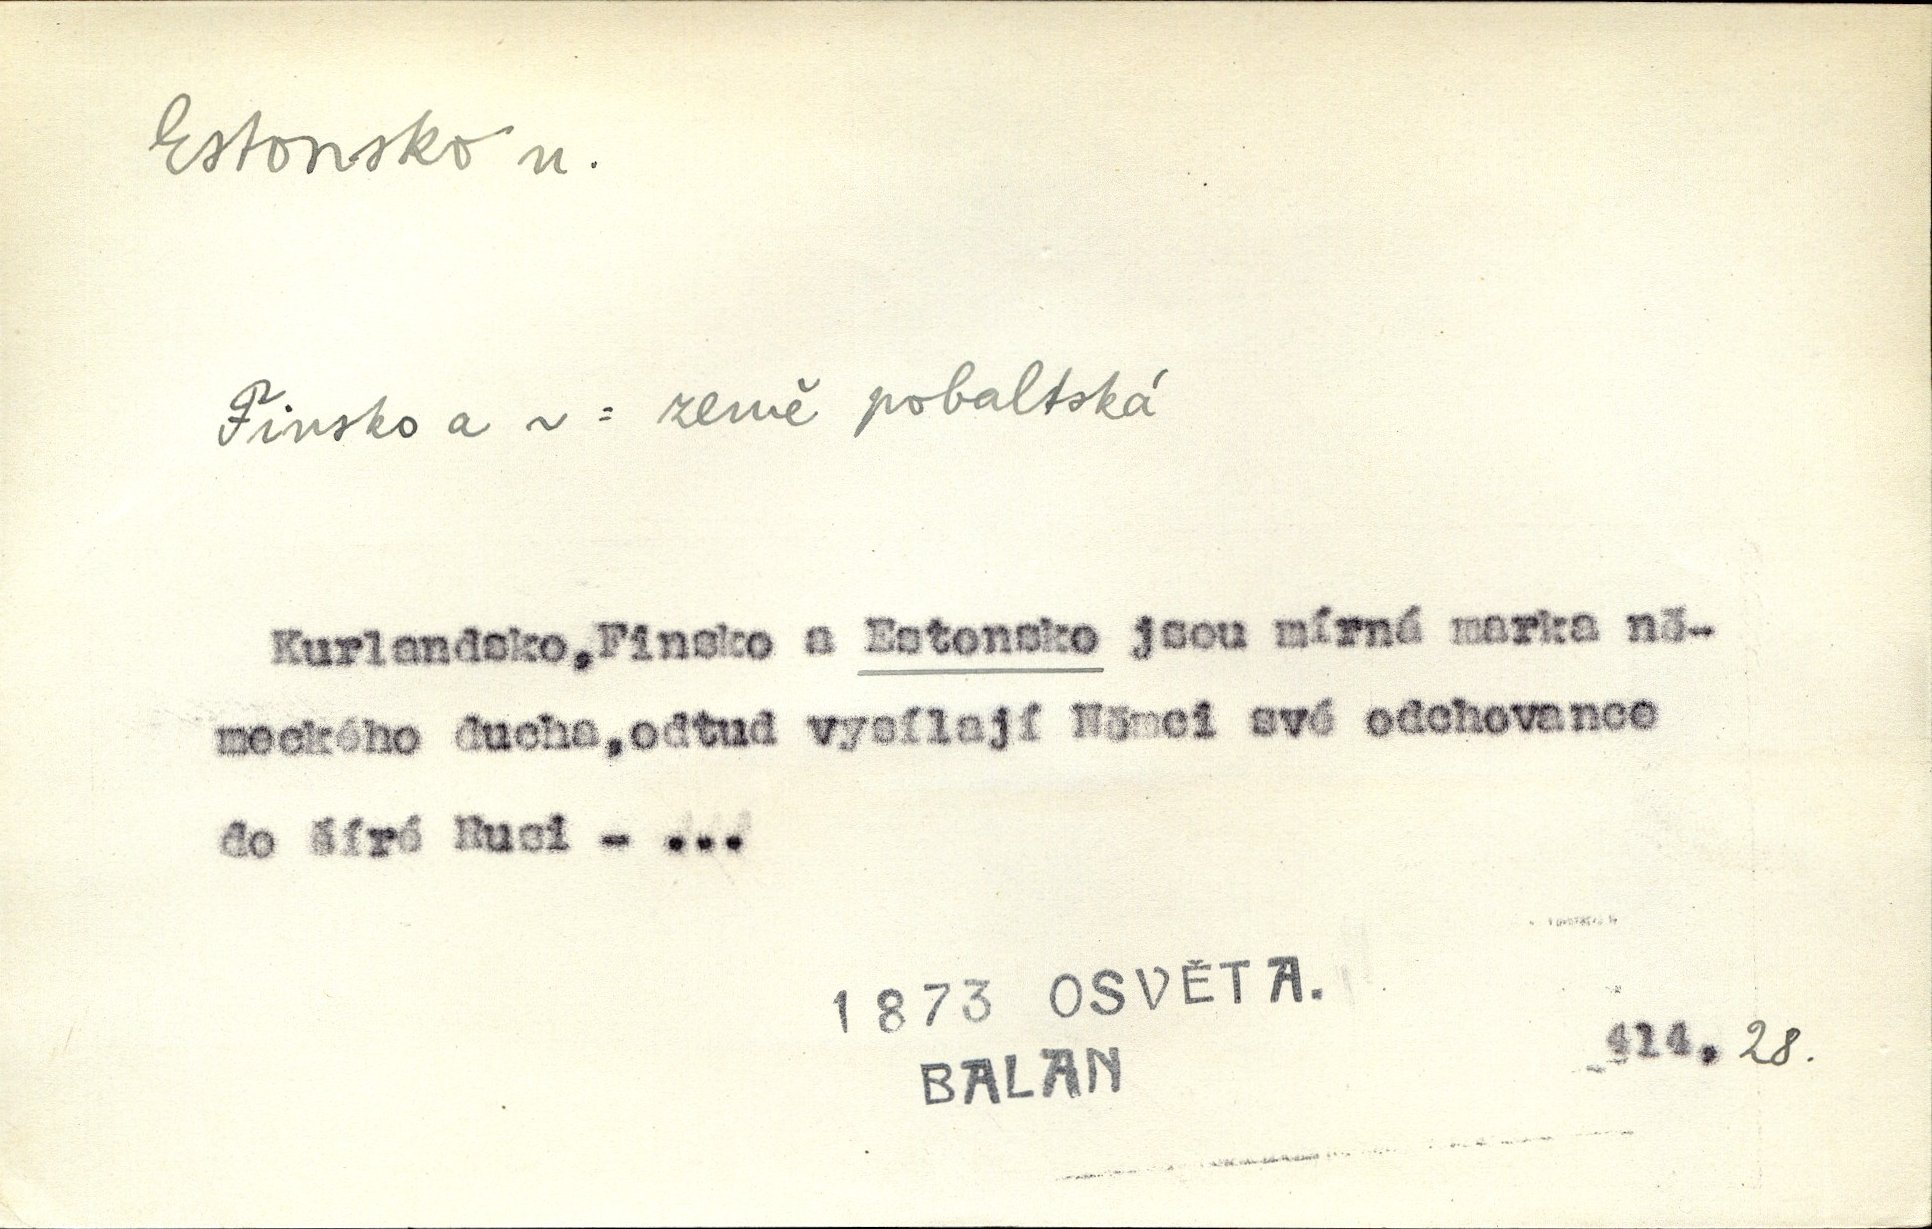 Estonsko n.
Finsko a ~ = země pobaltská
Kurlandsko,Finsko a Estonsko jsou mírná marka ně-
meckého ducha,odtud vysílají Němci své odchovance
do šíré Rusi - ...
1873 OSVĚTA.
BALAN
414, 28.